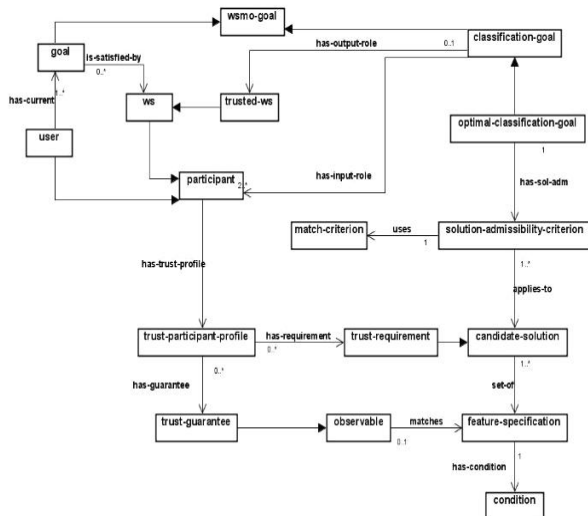 wsmo-goal
goal
is-satisfied-by
0..*
has-output-role
0..1
classification-goal
has-current
1..*
ws
trusted-ws
optimal-classification-goal
1
user
participant
2..*
has-input-role
has-sol-adm
match-criterion
uses
1
solution-admissibility-criterion
1..*
has-trust-profile
applies-to
trust-participant-profile
has-requirement
0..*
trust-requirement
candidate-solution
0..*
1..*
has-guarantee
set-of
trust-guarantee
observable
matches
0..1
feature-specification
1
has-condition
condition